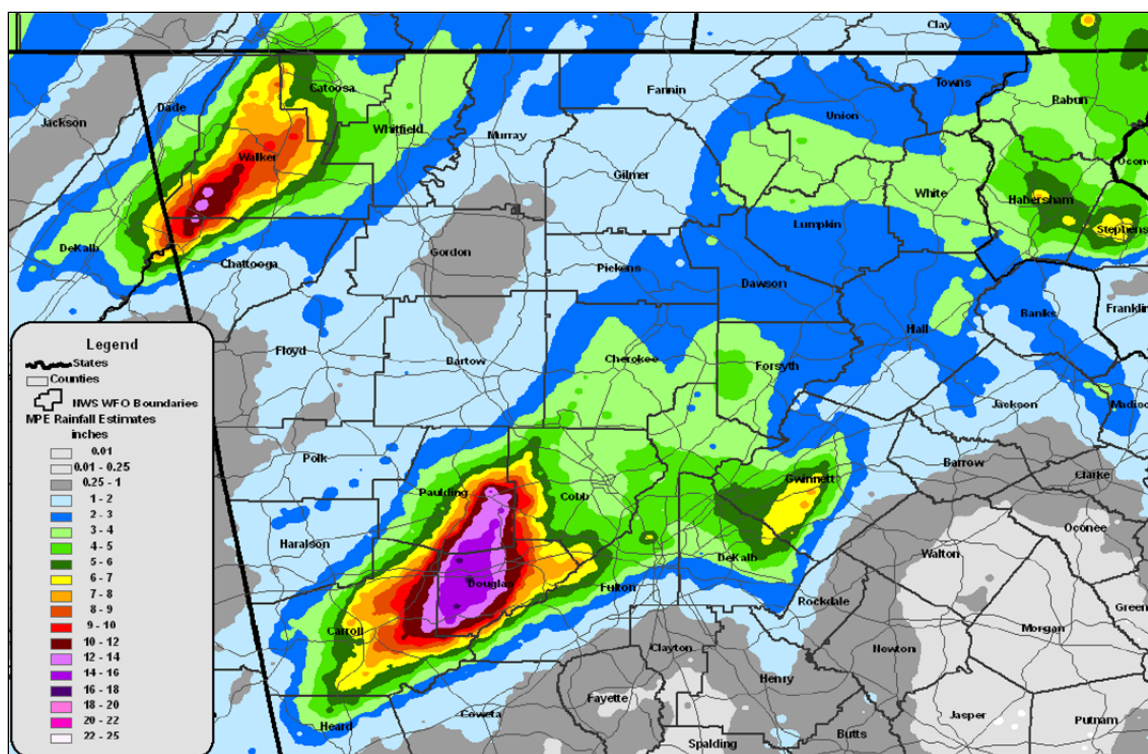 Clay
Towns
Fannin
Rabun
Catoosa
Dade
Union
Jackson
Whitfield
Murray
Walker
Gilmer
White
Habersham
Lumpkin
Stephens
DeKalb
Gordon
Chattooga
Pickens
Dawson
Banks
Franklin
Hall
Floyd
Bartow
Cherokee
Forsyth
Jackson
Madiso
Polk
Barrow
Clarke
Paulding
Cobb
Gwinnett
Oconee
Haralson
Walton
DeKalb
Douglas
Fulton
Rockdale
Green
Carroll
Morgan
Clayton
Newton
Henry
Fayette
Heard
Coweta
Jasper
Putnam
Butts
Spalding
Legend
States
Counties
NWS WFO Boundaries
MPE Rainfall Estimates
inches
0.01
0.01 - 0.25
0.25 - 1
1 - 2
2 - 3
3 - 4
4 - 5
5 - 6
6 - 7
7 - 8
8 - 9
9 - 10
10 - 12
12 - 14
14 - 16
16 - 18
18 - 20
20 - 22
22 - 25